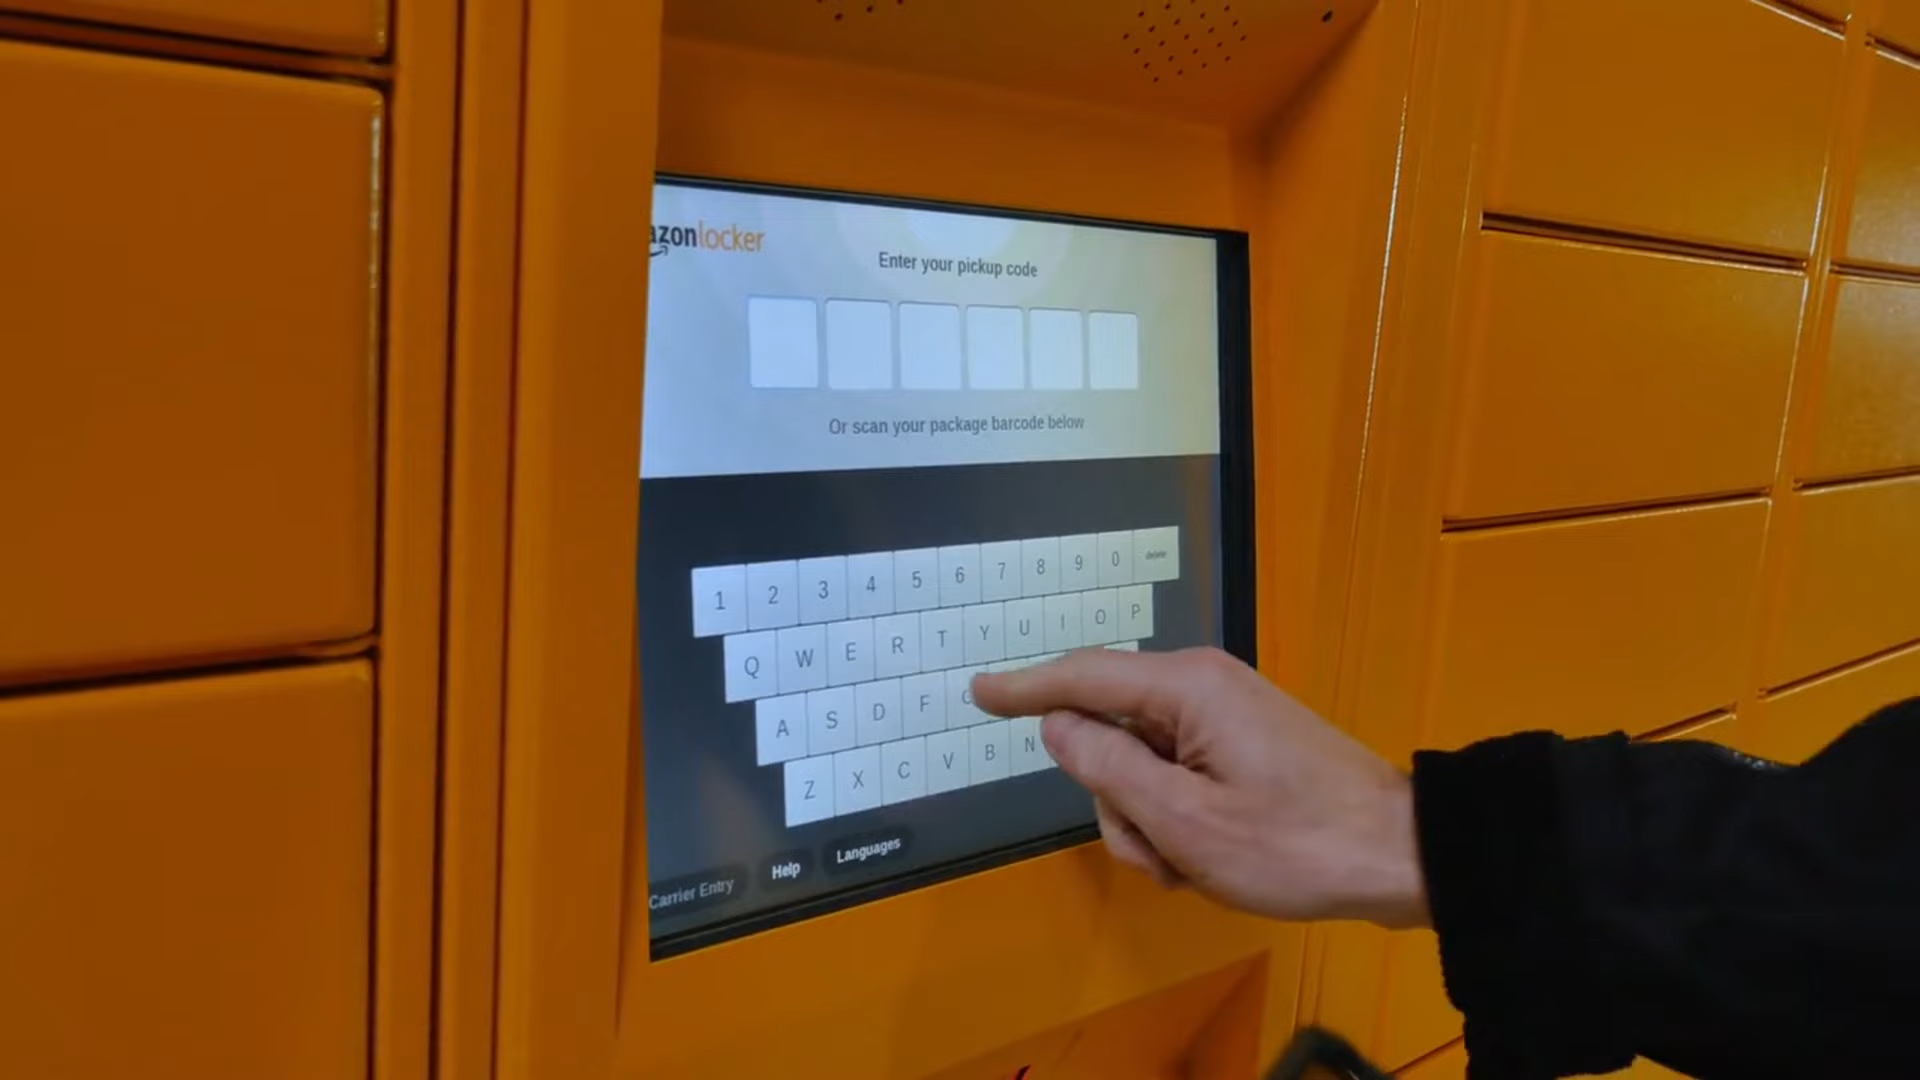 azonlocker
Enter your pickup code
Or scan your package barcode below
1 2 3 4 5 6 7 8 9 0 delete
Q W E R T Y U I O P
A S D F G
Z X C V B N
Carrier Entry Help Languages